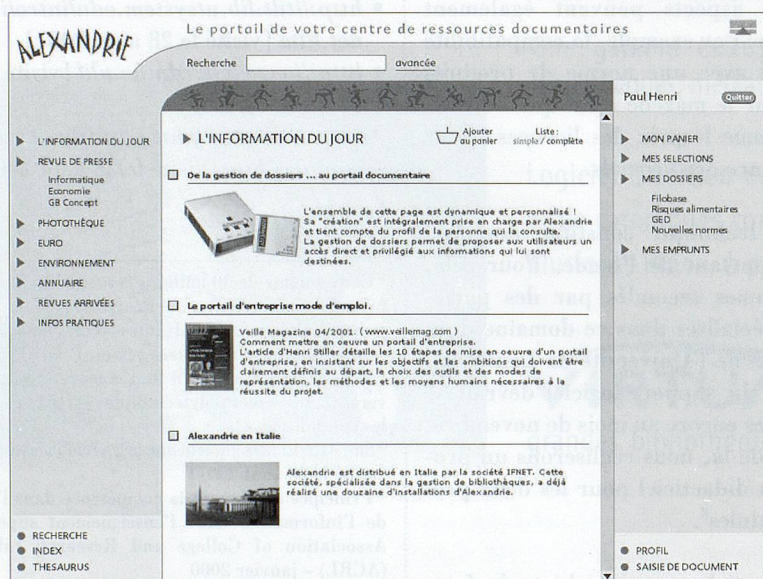 ALEXANDRIE
Le portail de votre centre de ressources documentaires
Recherche avancée
Paul Henri Quitter
L'INFORMATION DU JOUR
REVUE DE PRESSE
Informatique
Economie
GB Concept
PHOTOTHÈQUE
EURO
ENVIRONNEMENT
ANNUAIRE
REVUES ARRIVÉES
INFOS PRATIQUES
RECHERCHE
INDEX
THESAURUS
L'INFORMATION DU JOUR
Ajouter
au panier
Liste :
simple / complète
De la gestion de dossiers ... au portail documentaire
L'ensemble de cette page est dynamique et personnalisé !
Sa "création" est intégralement prise en charge par Alexandrie
et tient compte du profil de la personne qui la consulte.
La gestion de dossiers permet de proposer aux utilisateurs un
accès direct et privilégié aux informations qui lui sont
destinées.
Le portail d'entreprise mode d'emploi.
Veille Magazine 04/2001. (www.veillemag.com )
Comment mettre en oeuvre un portail d'entreprise.
L'article d'Henri Stiller détaille les 10 étapes de mise en oeuvre d'un portail
d'entreprise, en insistant sur les objectifs et les ambitions qui doivent être
clairement définis au départ, le choix des outils et des modes de
représentation, les méthodes et les moyens humains nécessaires à la
réussite du projet.
Alexandrie en Italie
Alexandrie est distribué en Italie par la société IFNET. Cette
société, spécialisée dans la gestion de bibliothèques, a déjà
réalisé une douzaine d'installations d'Alexandrie.
MON PANIER
MES SELECTIONS
MES DOSSIERS
Filobase
Risques alimentaires
GED
Nouvelles normes
MES EMPRUNTS
PROFIL
SAISIE DE DOCUMENT